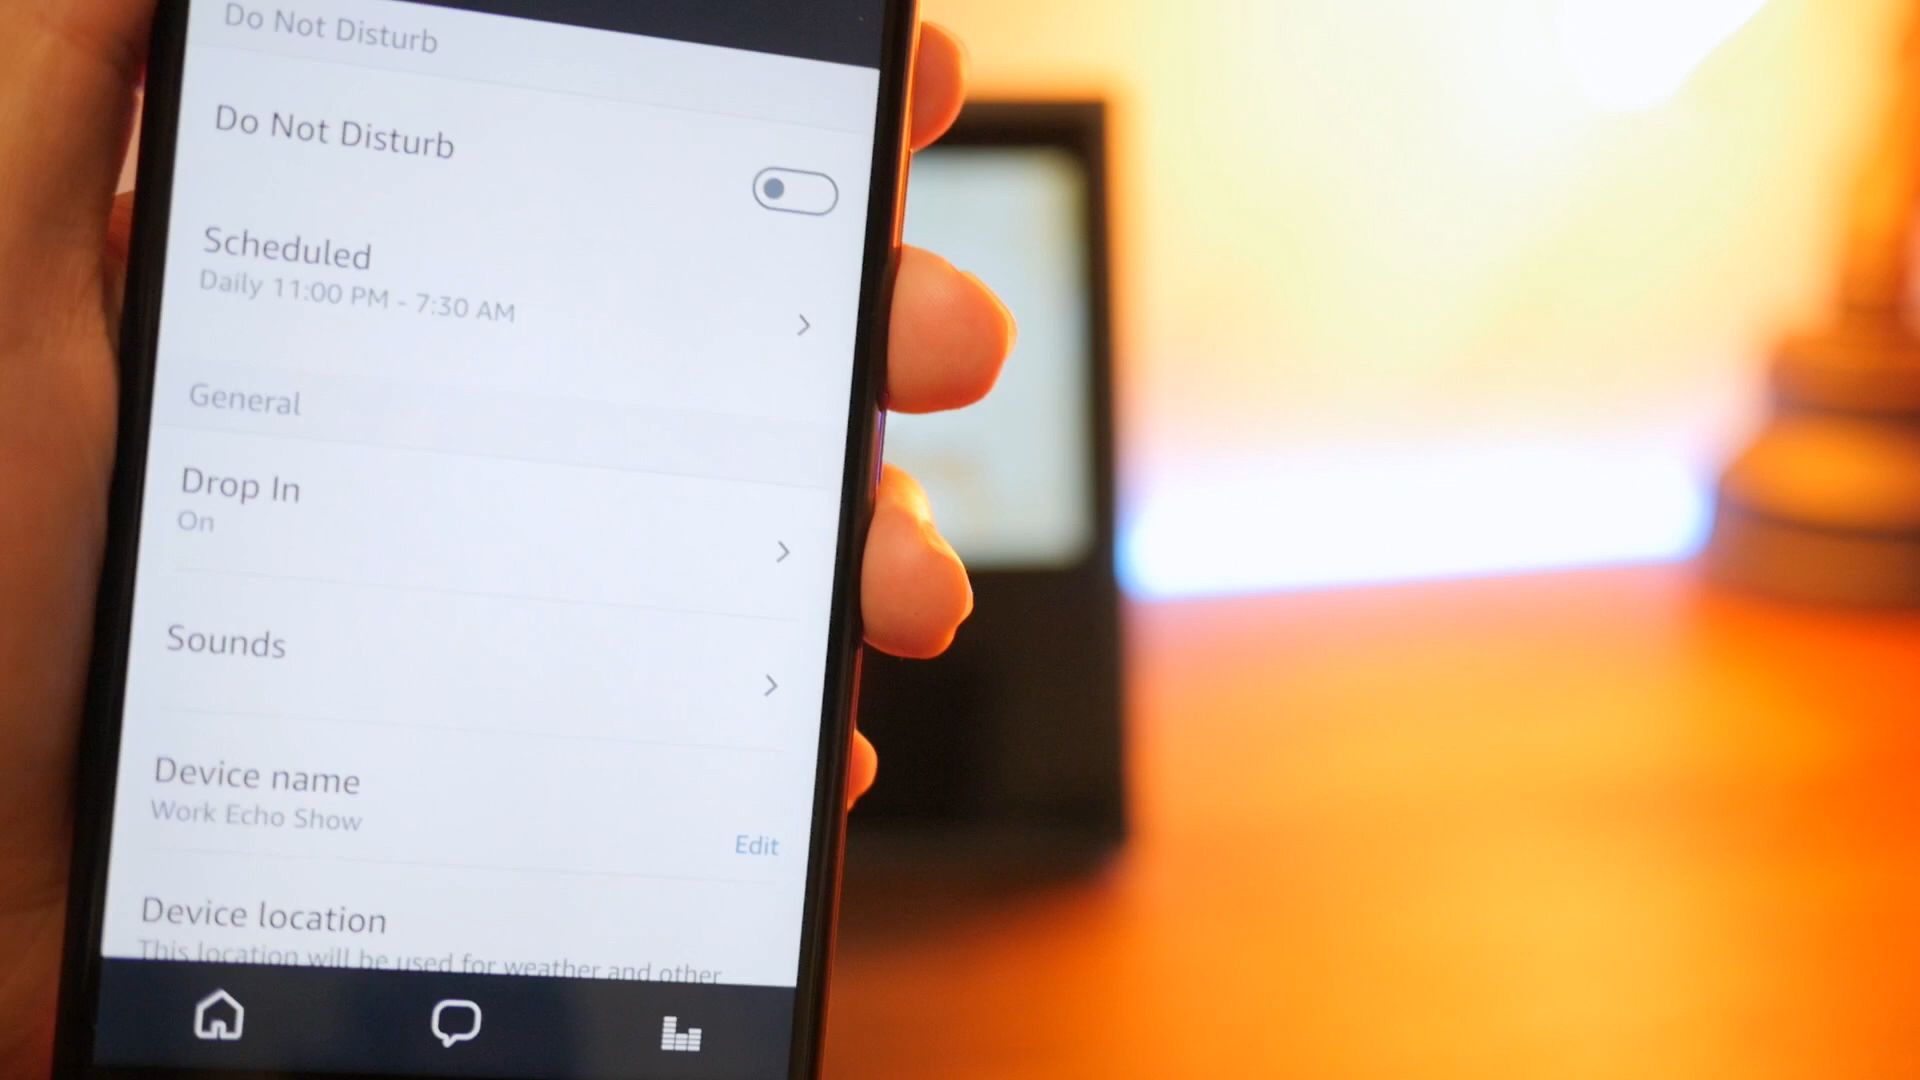 Do Not Disturb
Do Not Disturb
Scheduled
Daily 11:00 PM - 7:30 AM
General
Drop In
On
Sounds
Device name
Work Echo Show
Edit
Device location
This location will be used for weather and other